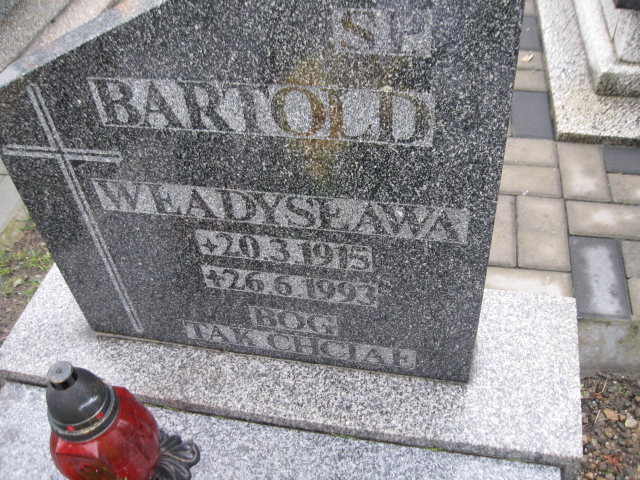 ŚP.
BARTOLD
WŁADYSŁAWA
*20.3.1915
+26.6.1993
BÓG
TAK CHCIAŁ